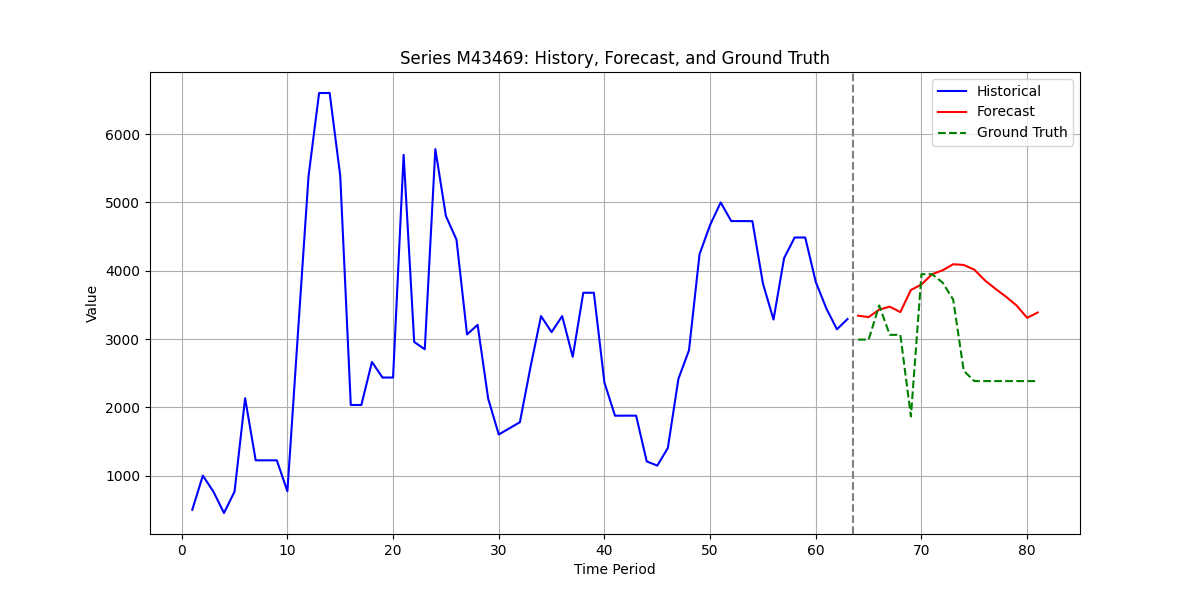 Series M43469: History, Forecast, and Ground Truth
Historical
Forecast
Ground Truth
Value
6000
5000
4000
3000
2000
1000
0 10 20 30 40 50 60 70 80
Time Period